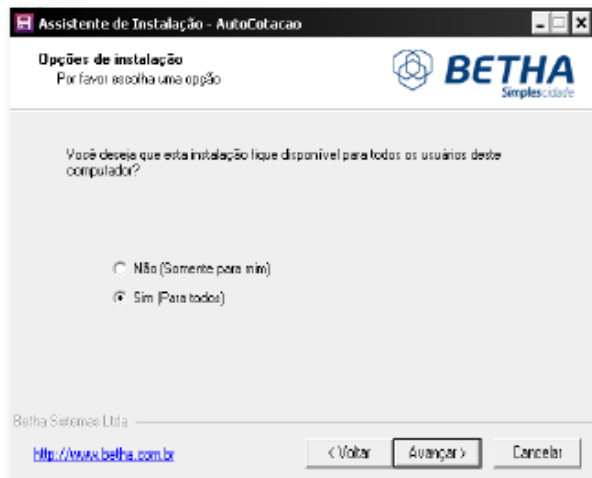 Assistente de Instalação - AutoCotacao
Opções de instalação
Por favor escolha uma opção
BETHA
Simplescidade
Você deseja que esta instalação fique disponível para todos os usuários deste
computador?
Não (Somente para mim)
Sim (Para todos)
Betha Sistemas Ltda
http://www.betha.com.br
< Voltar
Avançar >
Cancelar